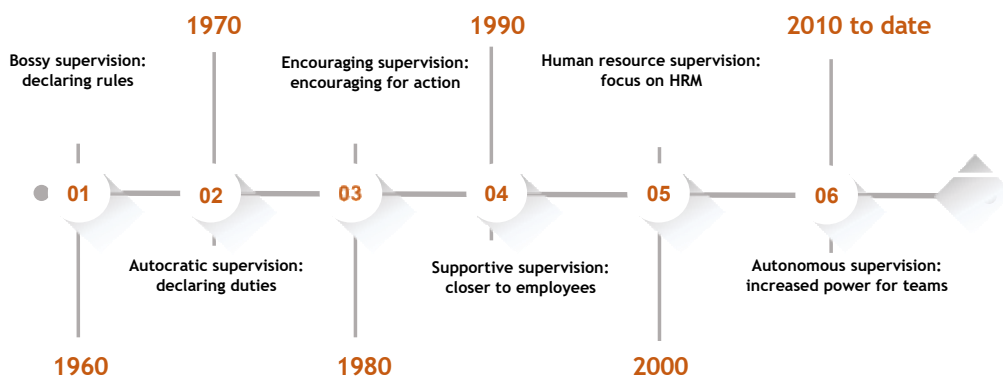 1970
1990
2010 to date
Bossy supervision:
declaring rules
Encouraging supervision:
encouraging for action
Human resource supervision:
focus on HRM
01
02
03
04
05
06
Autocratic supervision:
declaring duties
Supportive supervision:
closer to employees
Autonomous supervision:
increased power for teams
1960
1980
2000